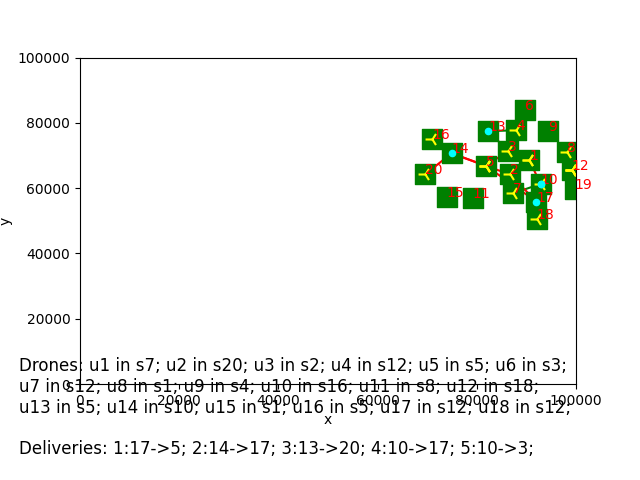 100000
80000
60000
40000
20000
0
0 20000 40000 60000 80000 100000
x
y
12
19
Drones: u1 in s7; u2 in s20; u3 in s2; u4 in s12; u5 in s5; u6 in s3;
u7 in s12; u8 in s1; u9 in s4; u10 in s16; u11 in s8; u12 in s18;
u13 in s5; u14 in s10; u15 in s1; u16 in s5; u17 in s12; u18 in s12;
Deliveries: 1:17->5; 2:14->17; 3:13->20; 4:10->17; 5:10->3;